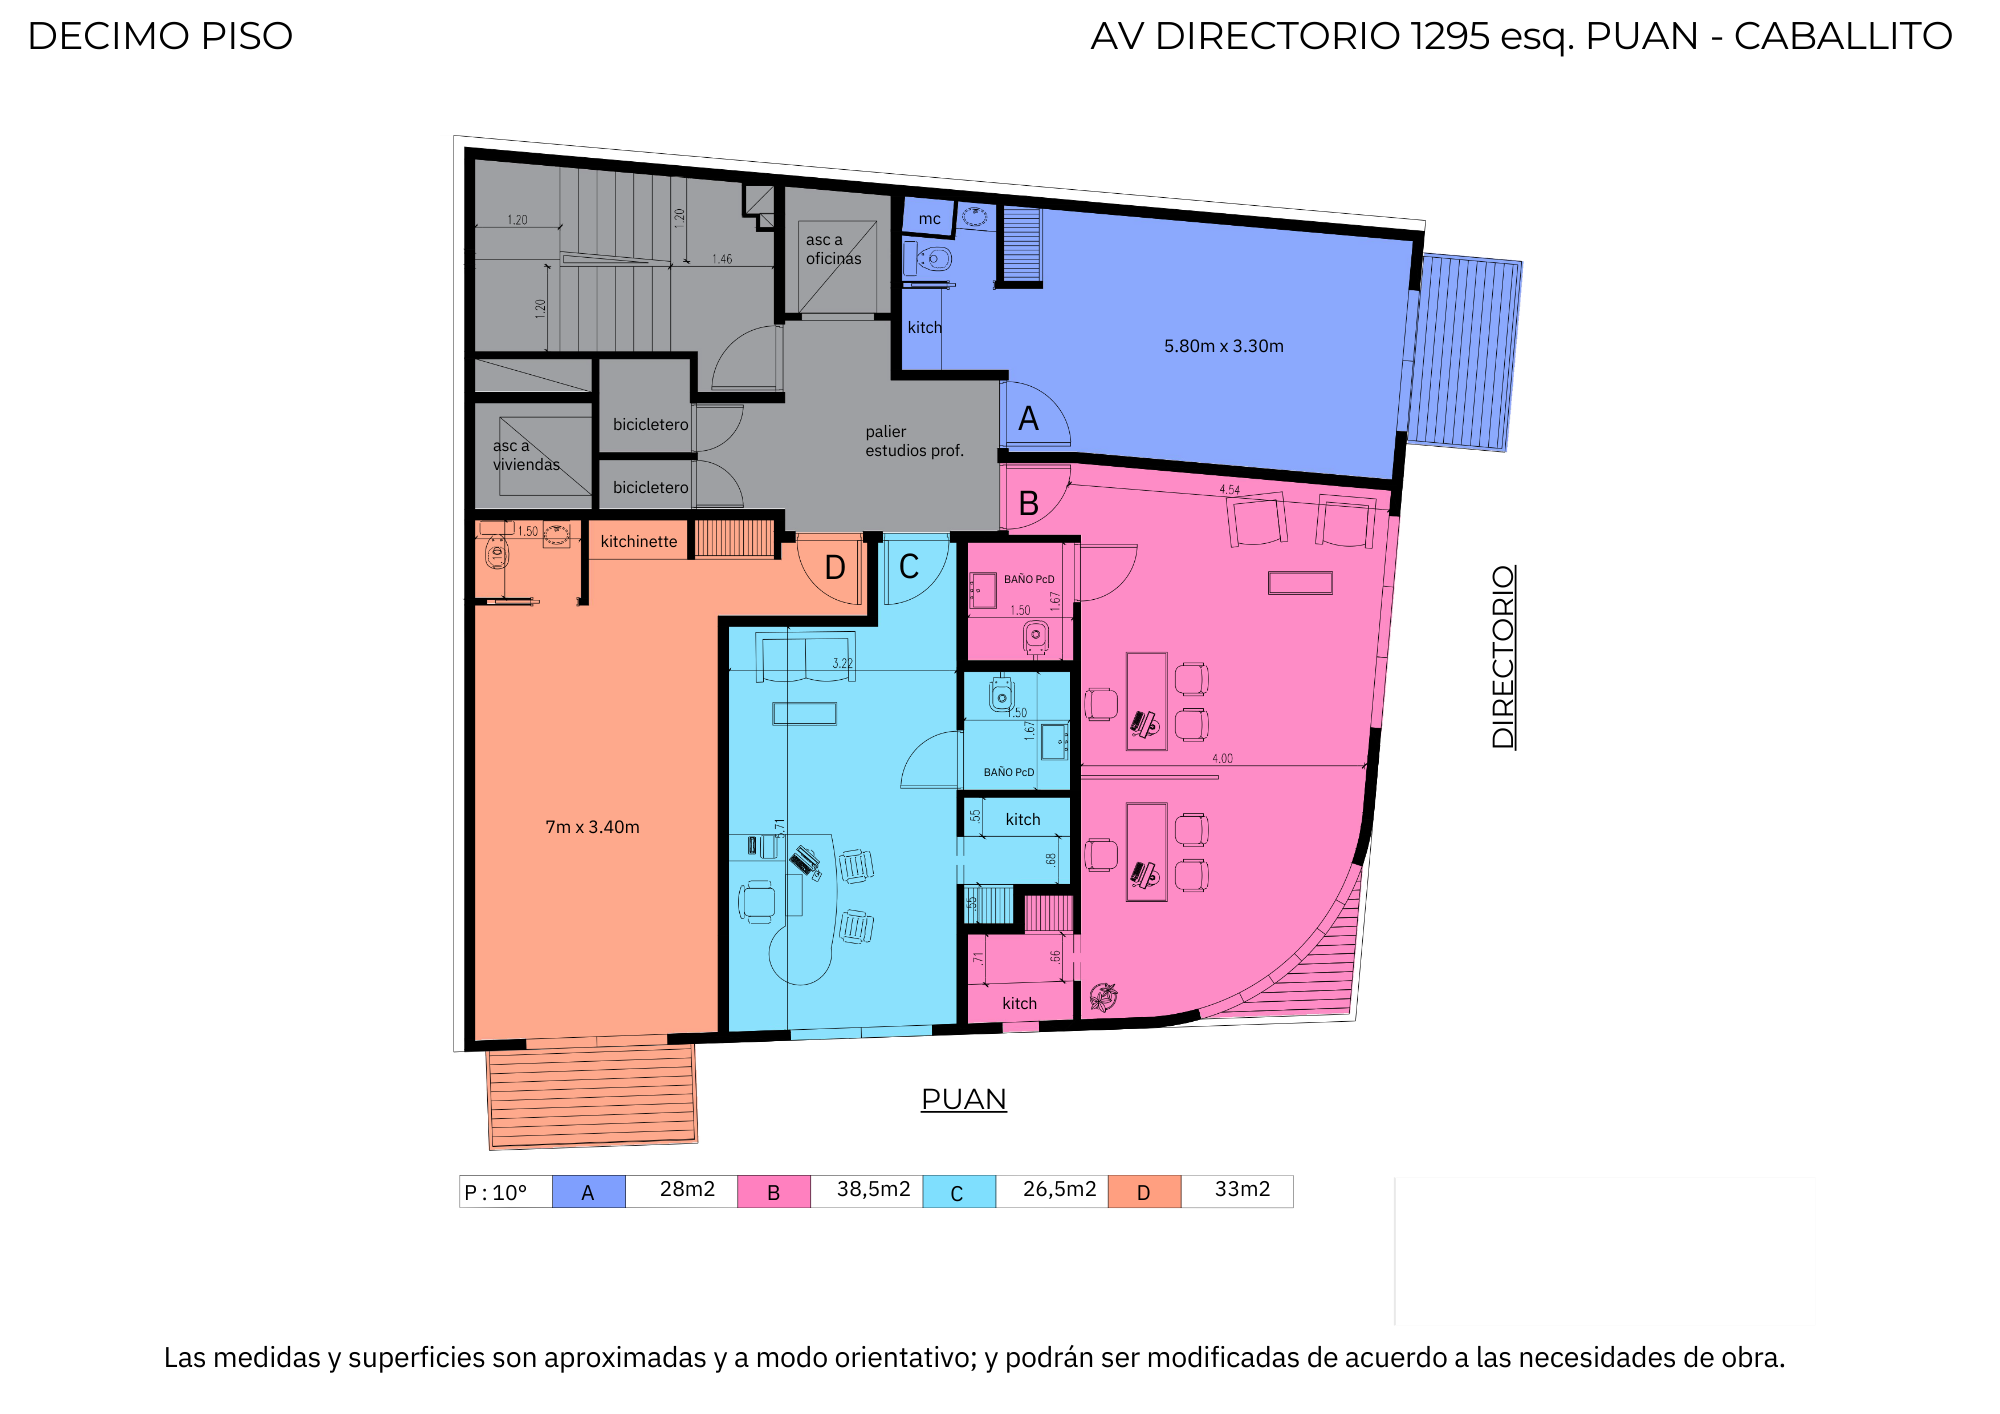 DECIMO PISO
AV DIRECTORIO 1295 esq. PUAN - CABALLITO
1.20
1.20
1.46
1.20
asc a
oficinas
mc
kitch
5.80m x 3.30m
bicicletero
asc a
viviendas
bicicletero
palier
estudios prof.
A
B
4.54
1.50
kitchinette
D
C
BAÑO PcD
1.67
1.50
3.22
1.50
1.67
BAÑO PcD
4.00
DIRECTORIO
7m x 3.40m
5.71
.55
kitch
.68
.55
.71
.66
kitch
PUAN
P : 10° A 28m2 B 38,5m2 C 26,5m2 D 33m2
Las medidas y superficies son aproximadas y a modo orientativo; y podrán ser modificadas de acuerdo a las necesidades de obra.